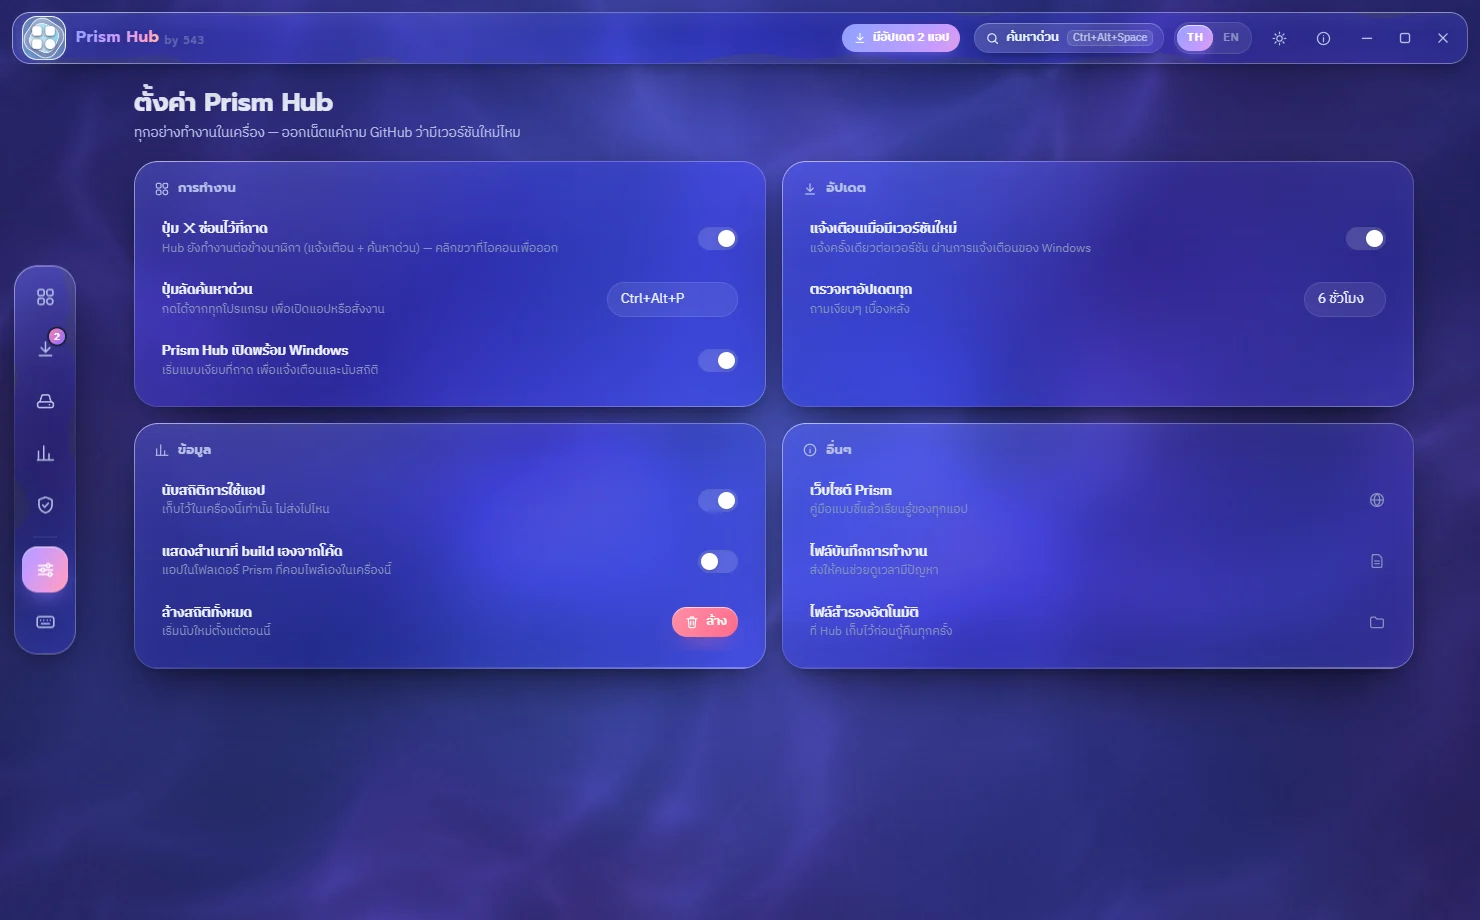 Prism Hub by 543
มีอัปเดต 2 แอป
ค้นหาด่วน Ctrl+Alt+Space
TH EN
ตั้งค่า Prism Hub
ทุกอย่างทำงานในเครื่อง — ออกเน็ตแค่ถาม GitHub ว่ามีเวอร์ชันใหม่ไหม
การทำงาน
ปุ่ม X ซ่อนไว้ที่ถาด
Hub ยังทำงานต่อข้างนาฬิกา (แจ้งเตือน + ค้นหาด่วน) — คลิกขวาที่ไอคอนเพื่อออก
ปุ่มลัดค้นหาด่วน
กดได้จากทุกโปรแกรม เพื่อเปิดแอปหรือสั่งงาน
Ctrl+Alt+P
Prism Hub เปิดพร้อม Windows
เริ่มแบบเงียบที่ถาด เพื่อแจ้งเตือนและนับสถิติ
อัปเดต
แจ้งเตือนเมื่อมีเวอร์ชันใหม่
แจ้งครั้งเดียวต่อเวอร์ชัน ผ่านการแจ้งเตือนของ Windows
ตรวจหาอัปเดตทุก
ถามเงียบๆ เบื้องหลัง
6 ชั่วโมง
2
ข้อมูล
นับสถิติการใช้แอป
เก็บไว้ในเครื่องนี้เท่านั้น ไม่ส่งไปไหน
แสดงสำเนาที่ build เองจากโค้ด
แอปในโฟลเดอร์ Prism ที่คอมไพล์เองในเครื่องนี้
ล้างสถิติทั้งหมด
เริ่มนับใหม่ตั้งแต่ตอนนี้
ล้าง
อื่นๆ
เว็บไซต์ Prism
คู่มือแบบชี้แล้วเรียนรู้ของทุกแอป
ไฟล์บันทึกการทำงาน
ส่งให้คนช่วยดูเวลามีปัญหา
ไฟล์สำรองอัตโนมัติ
ที่ Hub เก็บไว้ก่อนกู้คืนทุกครั้ง